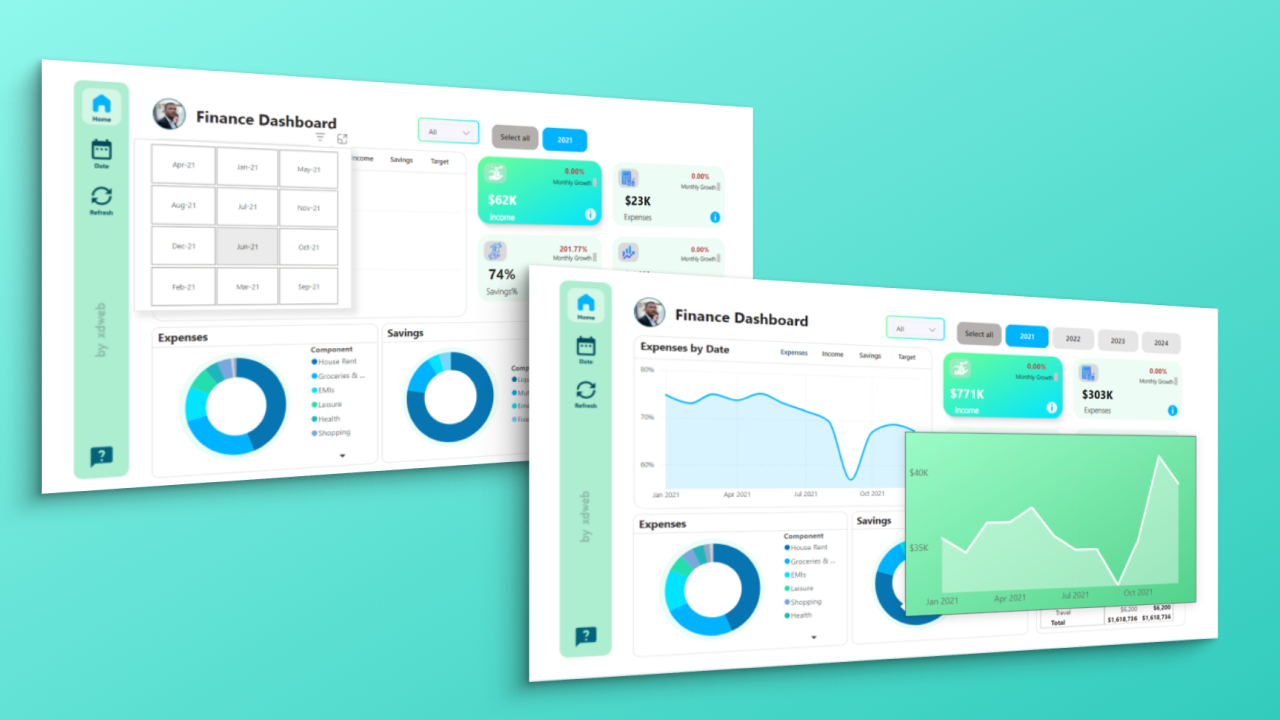 Home
Date
Refresh
by xdweb
?
Finance Dashboard
All
Select all
2021
Apr-21
Jan-21
May-21
Aug-21
Jul-21
Nov-21
Dec-21
Jun-21
Oct-21
Feb-21
Mar-21
Sep-21
Savings
Target
0.00%
Monthly Growth
$62K
Income
0.00%
Monthly Growth
$23K
Expenses
201.77%
Monthly Growth
74%
Savings%
0.00%
Monthly Growth
Expenses
Component
House Rent
Groceries & ...
EMIs
Leisure
Health
Shopping
Savings
Home
Date
Refresh
by xdweb
?
Finance Dashboard
All
Select all
2021
2022
2023
2024
Expenses by Date
Expenses
Income
Savings
Target
80%
70%
60%
Jan 2021
Apr 2021
Jul 2021
Oct 2021
0.00%
Monthly Growth
$771K
Income
0.00%
Monthly Growth
$303K
Expenses
Expenses
Component
House Rent
Groceries & ...
EMIs
Leisure
Shopping
Health
Savings
$40K
$35K
Jan 2021
Apr 2021
Jul 2021
Oct 2021
Travel $6,200 $6,200
Total $1,618,736 $1,618,736